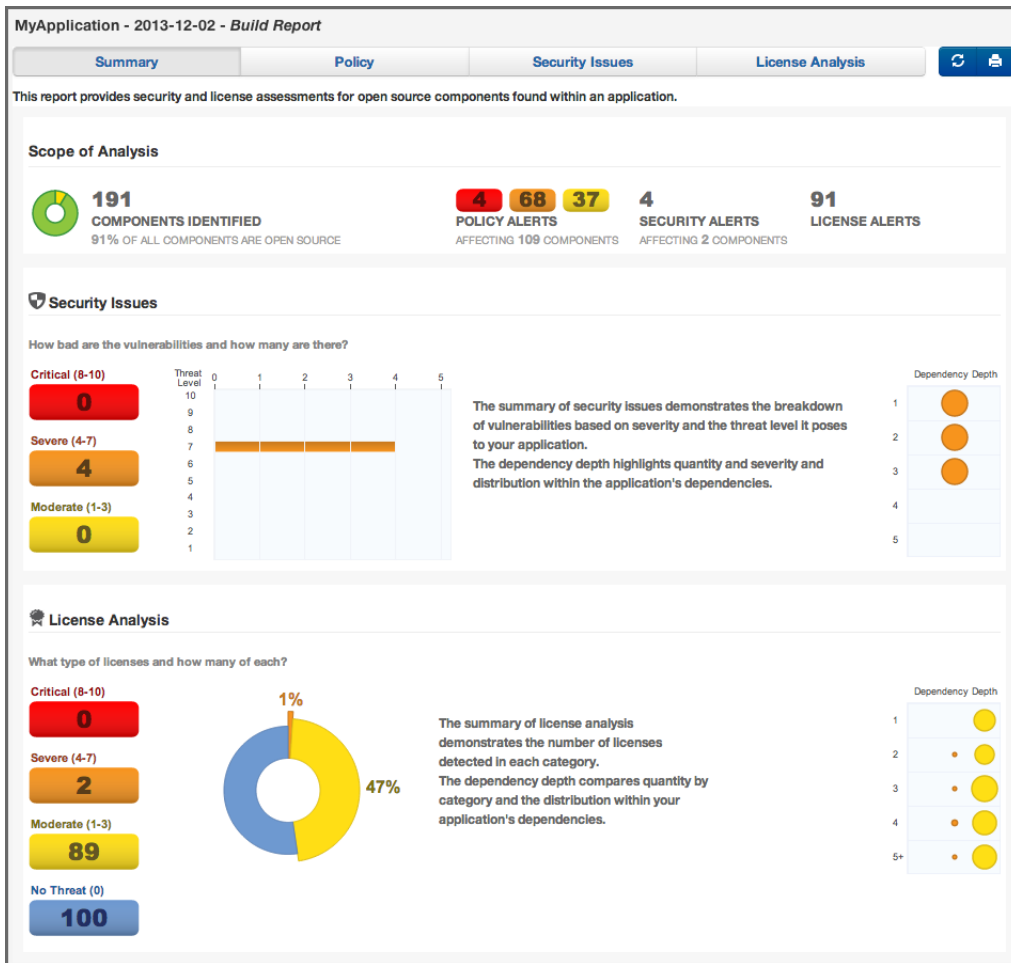 MyApplication - 2013-12-02 - Build Report
Summary
Policy
Security Issues
License Analysis
This report provides security and license assessments for open source components found within an application.
Scope of Analysis
191
COMPONENTS IDENTIFIED
91% OF ALL COMPONENTS ARE OPEN SOURCE
4 68 37
POLICY ALERTS
AFFECTING 109 COMPONENTS
4
SECURITY ALERTS
AFFECTING 2 COMPONENTS
91
LICENSE ALERTS
Security Issues
How bad are the vulnerabilities and how many are there?
Critical (8-10)
0
Severe (4-7)
4
Moderate (1-3)
0
Threat
Level
0 1 2 3 4 5
10
9
8
7
6
5
4
3
2
1
The summary of security issues demonstrates the breakdown
of vulnerabilities based on severity and the threat level it poses
to your application.
The dependency depth highlights quantity and severity and
distribution within the application's dependencies.
Dependency Depth
1
2
3
4
5
License Analysis
What type of licenses and how many of each?
Critical (8-10)
0
Severe (4-7)
2
Moderate (1-3)
89
No Threat (0)
100
1%
47%
The summary of license analysis
demonstrates the number of licenses
detected in each category.
The dependency depth compares quantity by
category and the distribution within your
application's dependencies.
Dependency Depth
1
2
3
4
5+